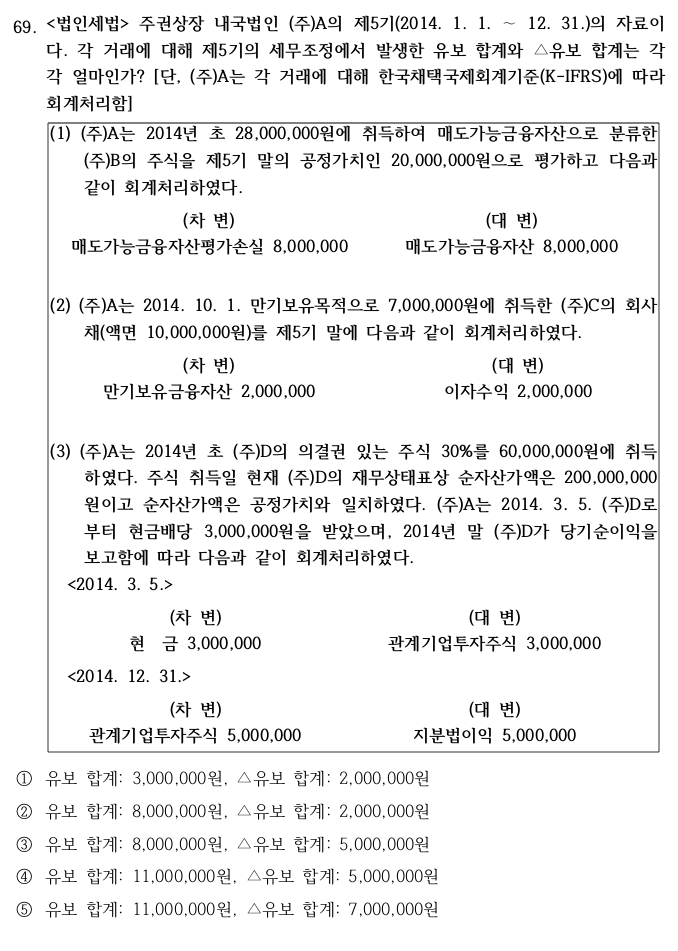 69. <법인세법> 주권상장 내국법인 (주)A의 제5기(2014. 1. 1. ~ 12. 31.)의 자료이
다. 각 거래에 대해 제5기의 세무조정에서 발생한 유보 합계와 △유보 합계는 각
각 얼마인가? [단, (주)A는 각 거래에 대해 한국채택국제회계기준(K-IFRS)에 따라
회계처리함]
(1) (주)A는 2014년 초 28,000,000원에 취득하여 매도가능금융자산으로 분류한
(주)B의 주식을 제5기 말의 공정가치인 20,000,000원으로 평가하고 다음과
같이 회계처리하였다.
(차 변) (대 변)
매도가능금융자산평가손실 8,000,000 매도가능금융자산 8,000,000
(2) (주)A는 2014. 10. 1. 만기보유목적으로 7,000,000원에 취득한 (주)C의 회사
채(액면 10,000,000원)를 제5기 말에 다음과 같이 회계처리하였다.
(차 변) (대 변)
만기보유금융자산 2,000,000 이자수익 2,000,000
(3) (주)A는 2014년 초 (주)D의 의결권 있는 주식 30%를 60,000,000원에 취득
하였다. 주식 취득일 현재 (주)D의 재무상태표상 순자산가액은 200,000,000
원이고 순자산가액은 공정가치와 일치하였다. (주)A는 2014. 3. 5. (주)D로
부터 현금배당 3,000,000원을 받았으며, 2014년 말 (주)D가 당기순이익을
보고함에 따라 다음과 같이 회계처리하였다.
<2014. 3. 5.>
(차 변) (대 변)
현 금 3,000,000 관계기업투자주식 3,000,000
<2014. 12. 31.>
(차 변) (대 변)
관계기업투자주식 5,000,000 지분법이익 5,000,000
① 유보 합계: 3,000,000원, △유보 합계: 2,000,000원
② 유보 합계: 8,000,000원, △유보 합계: 2,000,000원
③ 유보 합계: 8,000,000원, △유보 합계: 5,000,000원
④ 유보 합계: 11,000,000원, △유보 합계: 5,000,000원
⑤ 유보 합계: 11,000,000원, △유보 합계: 7,000,000원